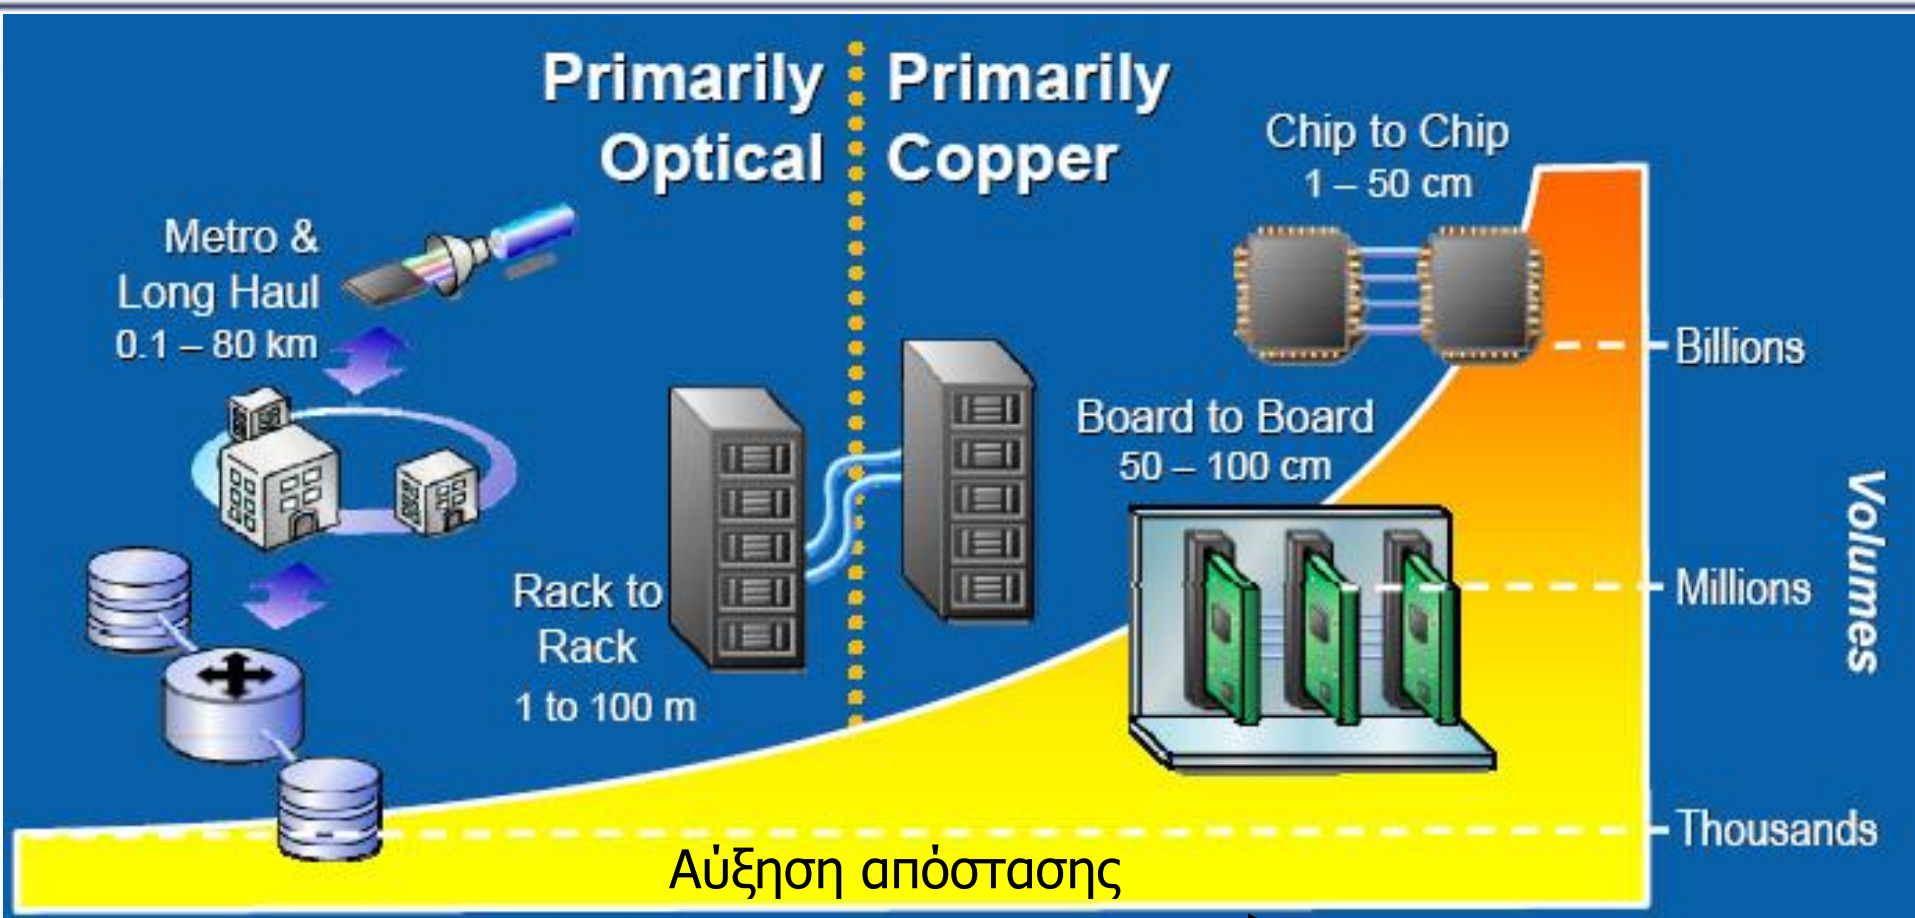 Primarily
Optical
Primarily
Copper
Chip to Chip
1 – 50 cm
Metro &
Long Haul
0.1 – 80 km
Billions
Board to Board
50 – 100 cm
Rack to
Rack
1 to 100 m
Millions
Volumes
Thousands
Αύξηση απόστασης